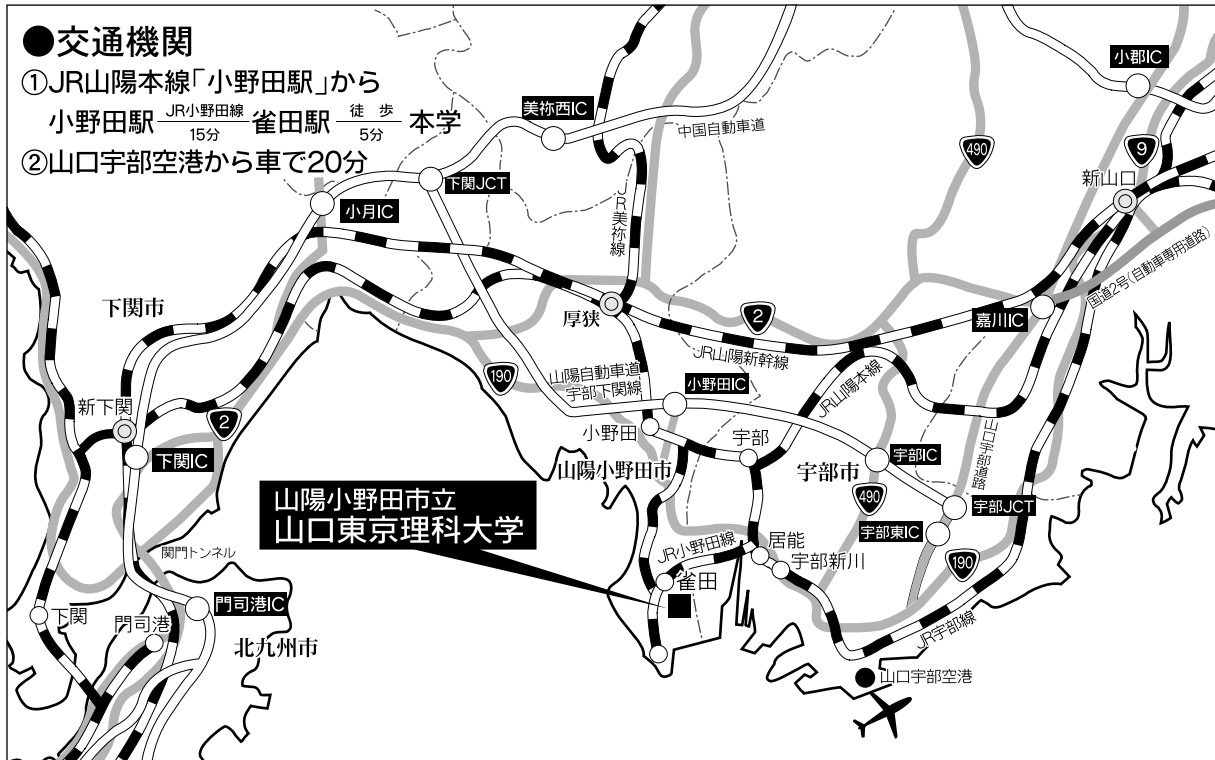 ●交通機関
①JR山陽本線「小野田駅」から
小野田駅 JR小野田線 15分 雀田駅 徒歩 5分 本学
②山口宇部空港から車で20分
小郡IC
美祢西IC
中国自動車道
490
9
新山口
下関JCT
小月IC
JR美祢線
国道2号(自動車専用道路)
下関市
厚狭
2
嘉川IC
JR山陽新幹線
190
山陽自動車道
宇部下関線
小野田IC
JR山陽本線
新下関
2
小野田
宇部
山口宇部道路
下関IC
山陽小野田市
宇部市
宇部IC
490
山陽小野田市立
山口東京理科大学
宇部JCT
宇部東IC
関門トンネル
JR小野田線
居能
宇部新川
190
雀田
下関
門司港
門司港IC
JR宇部線
北九州市
山口宇部空港